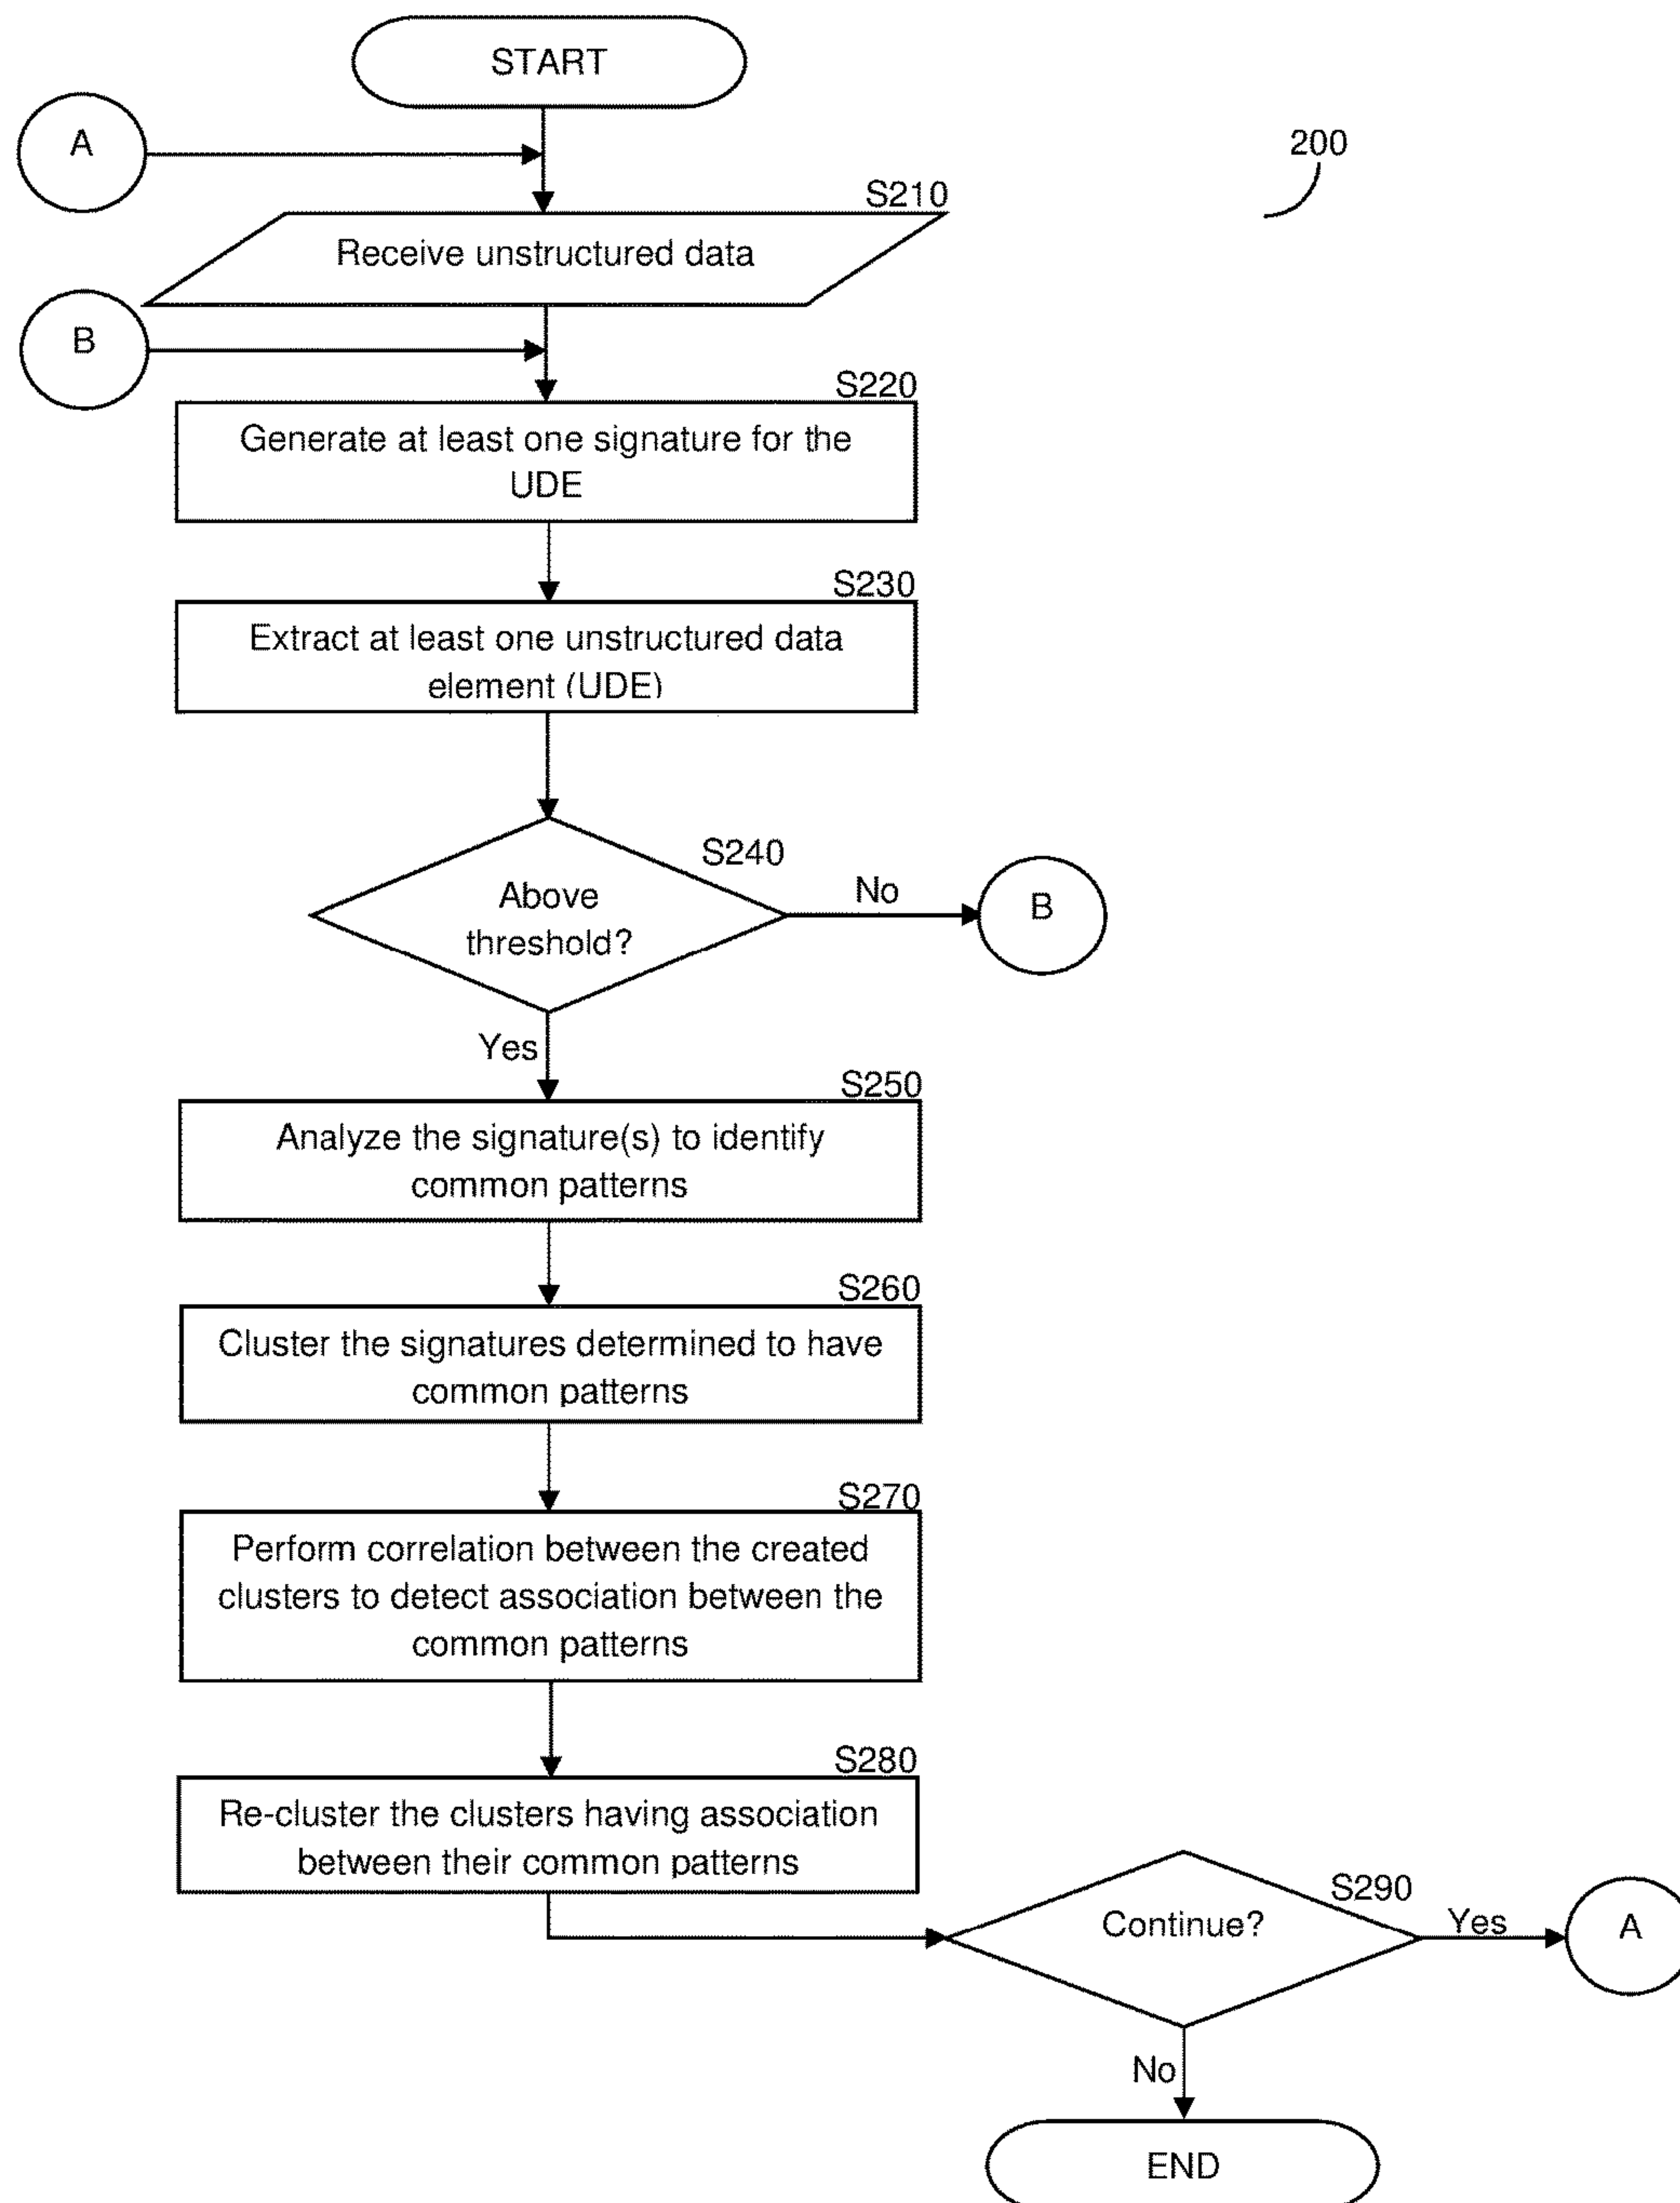 START
A
200
S210
Receive unstructured data
B
S220
Generate at least one signature for the
UDE
S230
Extract at least one unstructured data
element (UDE)
S240
Above
threshold?
No
B
Yes
S250
Analyze the signature(s) to identify
common patterns
S260
Cluster the signatures determined to have
common patterns
S270
Perform correlation between the created
clusters to detect association between the
common patterns
S280
Re-cluster the clusters having association
between their common patterns
S290
Continue?
Yes
A
No
END